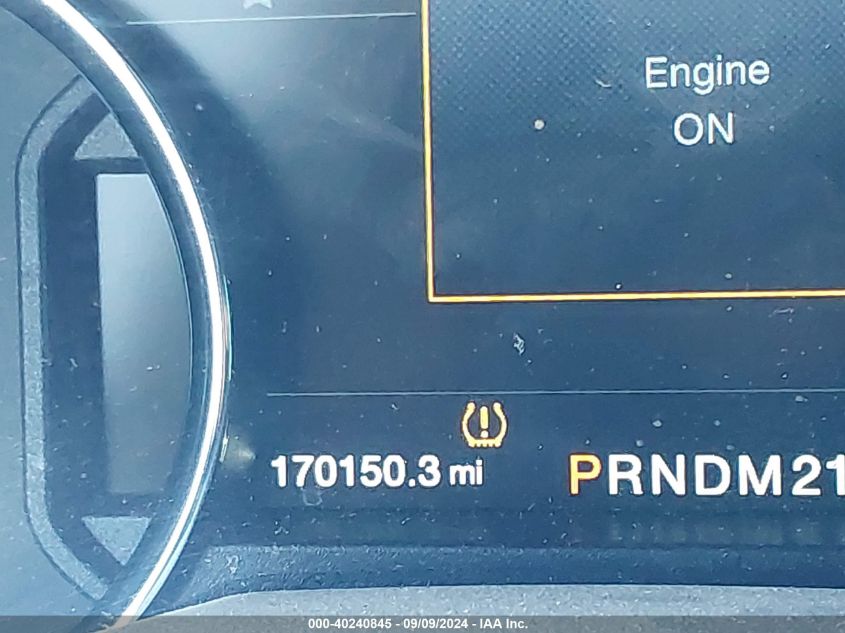 Engine
ON
170150.3 mi
PRNDM21
000-40240845 - 09/09/2024 - IAA Inc.